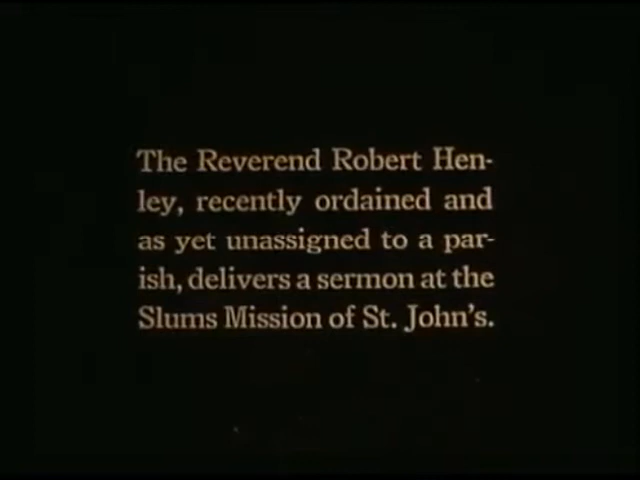 The Reverend Robert Hen-
ley, recently ordained and
as yet unassigned to a par-
ish, delivers a sermon at the
Slums Mission of St. John's.